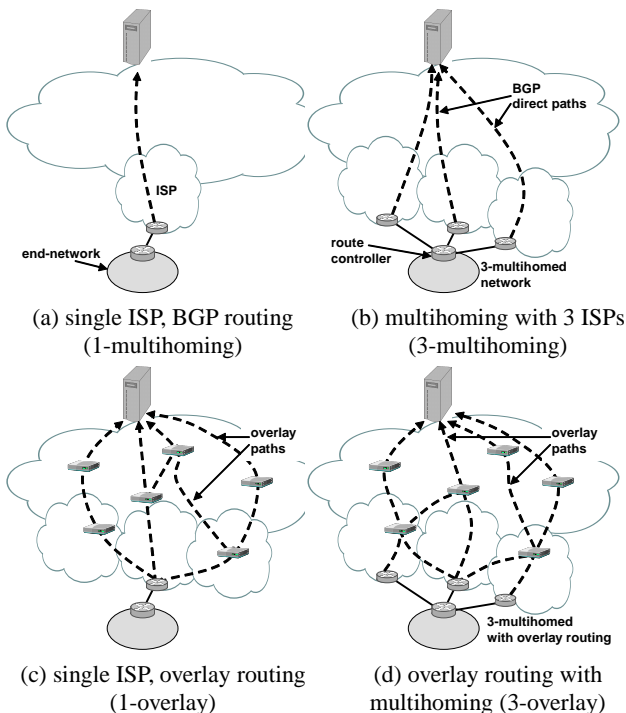 ISP
end-network
(a) single ISP, BGP routing
(1-multihoming)
BGP
direct paths
route
controller
3-multihomed
network
(b) multihoming with 3 ISPs
(3-multihoming)
overlay
paths
(c) single ISP, overlay routing
(1-overlay)
overlay
paths
3-multihomed
with overlay routing
(d) overlay routing with
multihoming (3-overlay)